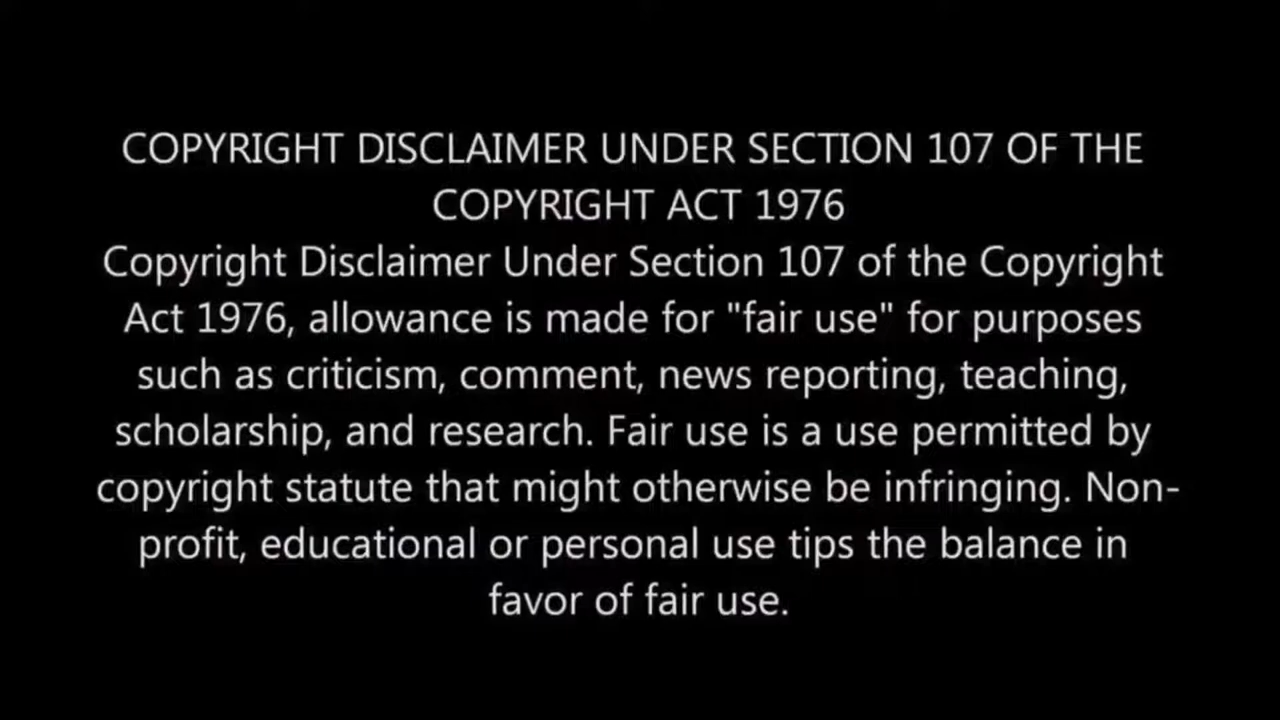 COPYRIGHT DISCLAIMER UNDER SECTION 107 OF THE
COPYRIGHT ACT 1976
Copyright Disclaimer Under Section 107 of the Copyright
Act 1976, allowance is made for "fair use" for purposes
such as criticism, comment, news reporting, teaching,
scholarship, and research. Fair use is a use permitted by
copyright statute that might otherwise be infringing. Non-
profit, educational or personal use tips the balance in
favor of fair use.